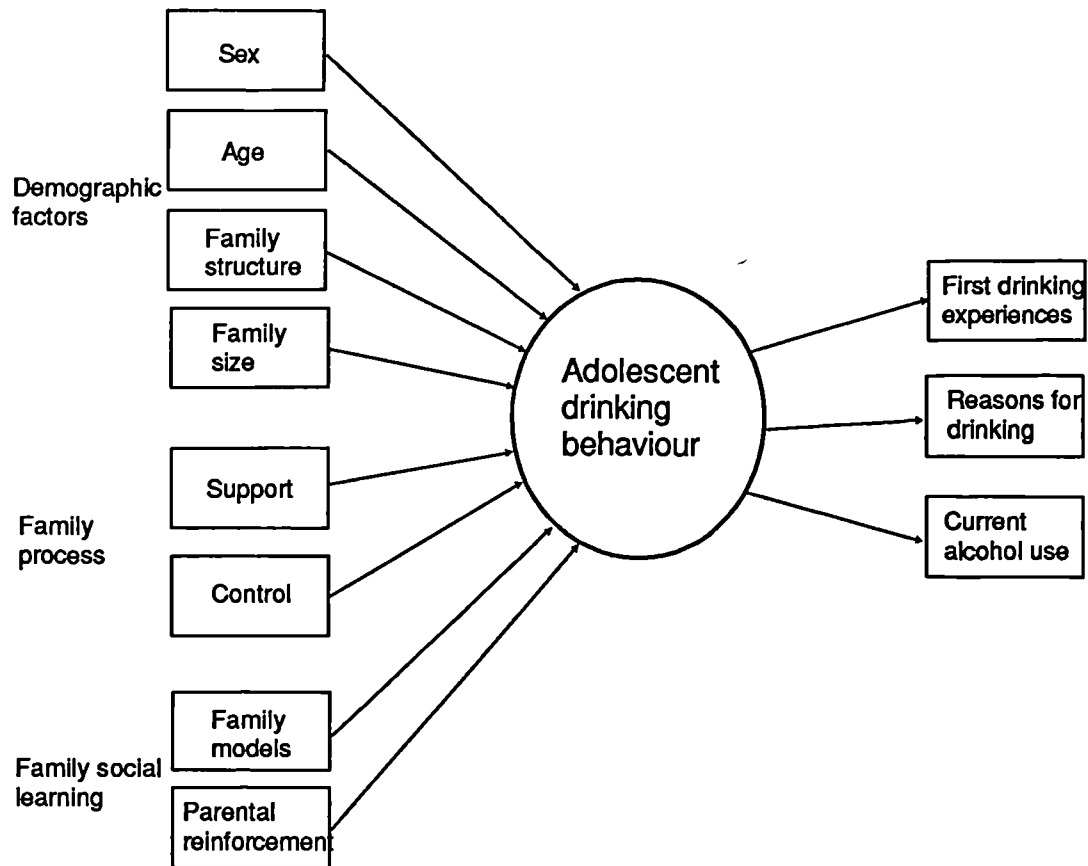 Sex
Age
Demographic
factors
Family
structure
Family
size
Support
Family
process
Control
Family
models
Family social
learning
Parental
reinforcement
Adolescent
drinking
behaviour
First drinking
experiences
Reasons for
drinking
Current
alcohol use